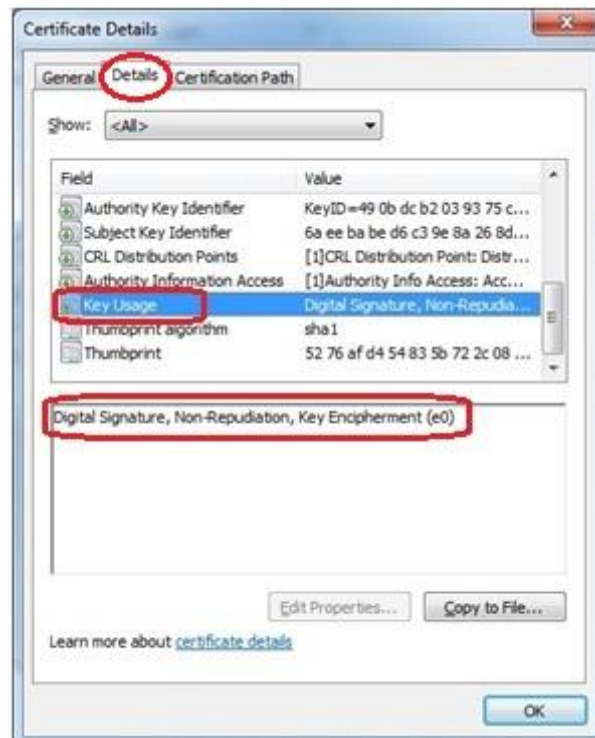 Certificate Details
General Details Certification Path
Show: <All>
Field Value
Authority Key Identifier KeyID=49 0b dc b2 03 93 75 c...
Subject Key Identifier 6a ee ba be d6 c3 9e 8a 26 8d...
CRL Distribution Points [1]CRL Distribution Point: Distr...
Authority Information Access [1]Authority Info Access: Acc...
Key Usage Digital Signature, Non-Repudia...
Thumbprint algorithm sha1
Thumbprint 52 76 af d4 54 83 5b 72 2c 08 ...
Digital Signature, Non-Repudiation, Key Encipherment (e0)
Edit Properties... Copy to File...
Learn more about certificate details
OK